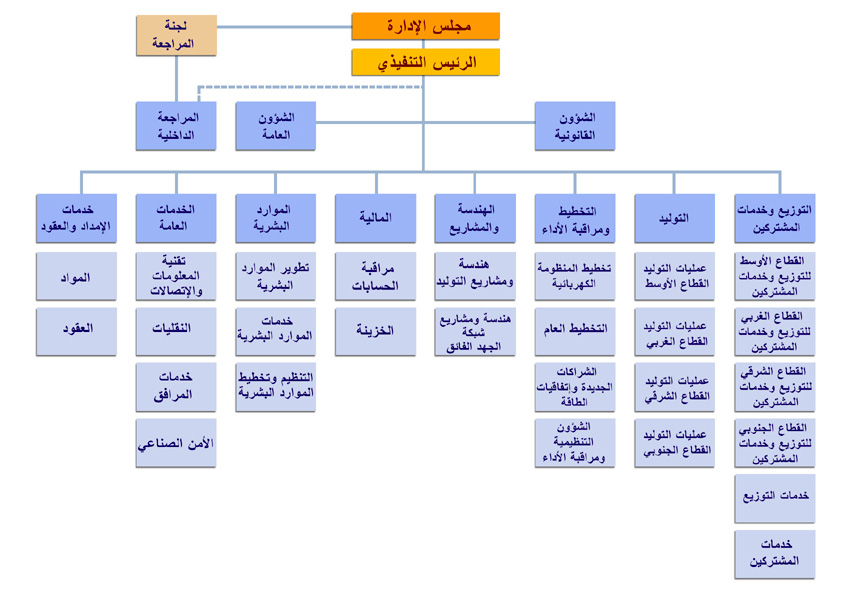 لجنة
المراجعة
مجلس الإدارة
الرئيس التنفيذي
الشؤون
القانونية
الشؤون
العامة
المراجعة
الداخلية
التوزيع وخدمات
المشتركين
القطاع الأوسط
للتوزيع وخدمات
المشتركين
القطاع الغربي
للتوزيع وخدمات
المشتركين
القطاع الشرقي
للتوزيع وخدمات
المشتركين
القطاع الجنوبي
للتوزيع وخدمات
المشتركين
خدمات التوزيع
خدمات
المشتركين
التوليد
عمليات التوليد
القطاع الأوسط
عمليات التوليد
القطاع الغربي
عمليات التوليد
القطاع الشرقي
عمليات التوليد
القطاع الجنوبي
التخطيط
ومراقبة الأداء
تخطيط المنظومة
الكهربائية
التخطيط العام
الشراكات
الجديدة وإتفاقيات
الطاقة
الشؤون
التنظيمية
ومراقبة الأداء
الهندسة
والمشاريع
هندسة
ومشاريع التوليد
هندسة ومشاريع
شبكة
الجهد الفائق
المالية
مراقبة
الحسابات
الخزينة
الموارد
البشرية
تطوير الموارد
البشرية
خدمات
الموارد البشرية
التنظيم وتخطيط
الموارد البشرية
الخدمات
العامة
تقنية
المعلومات
والإتصالات
النقليات
خدمات
المرافق
الأمن الصناعي
خدمات
الإمداد والعقود
المواد
العقود